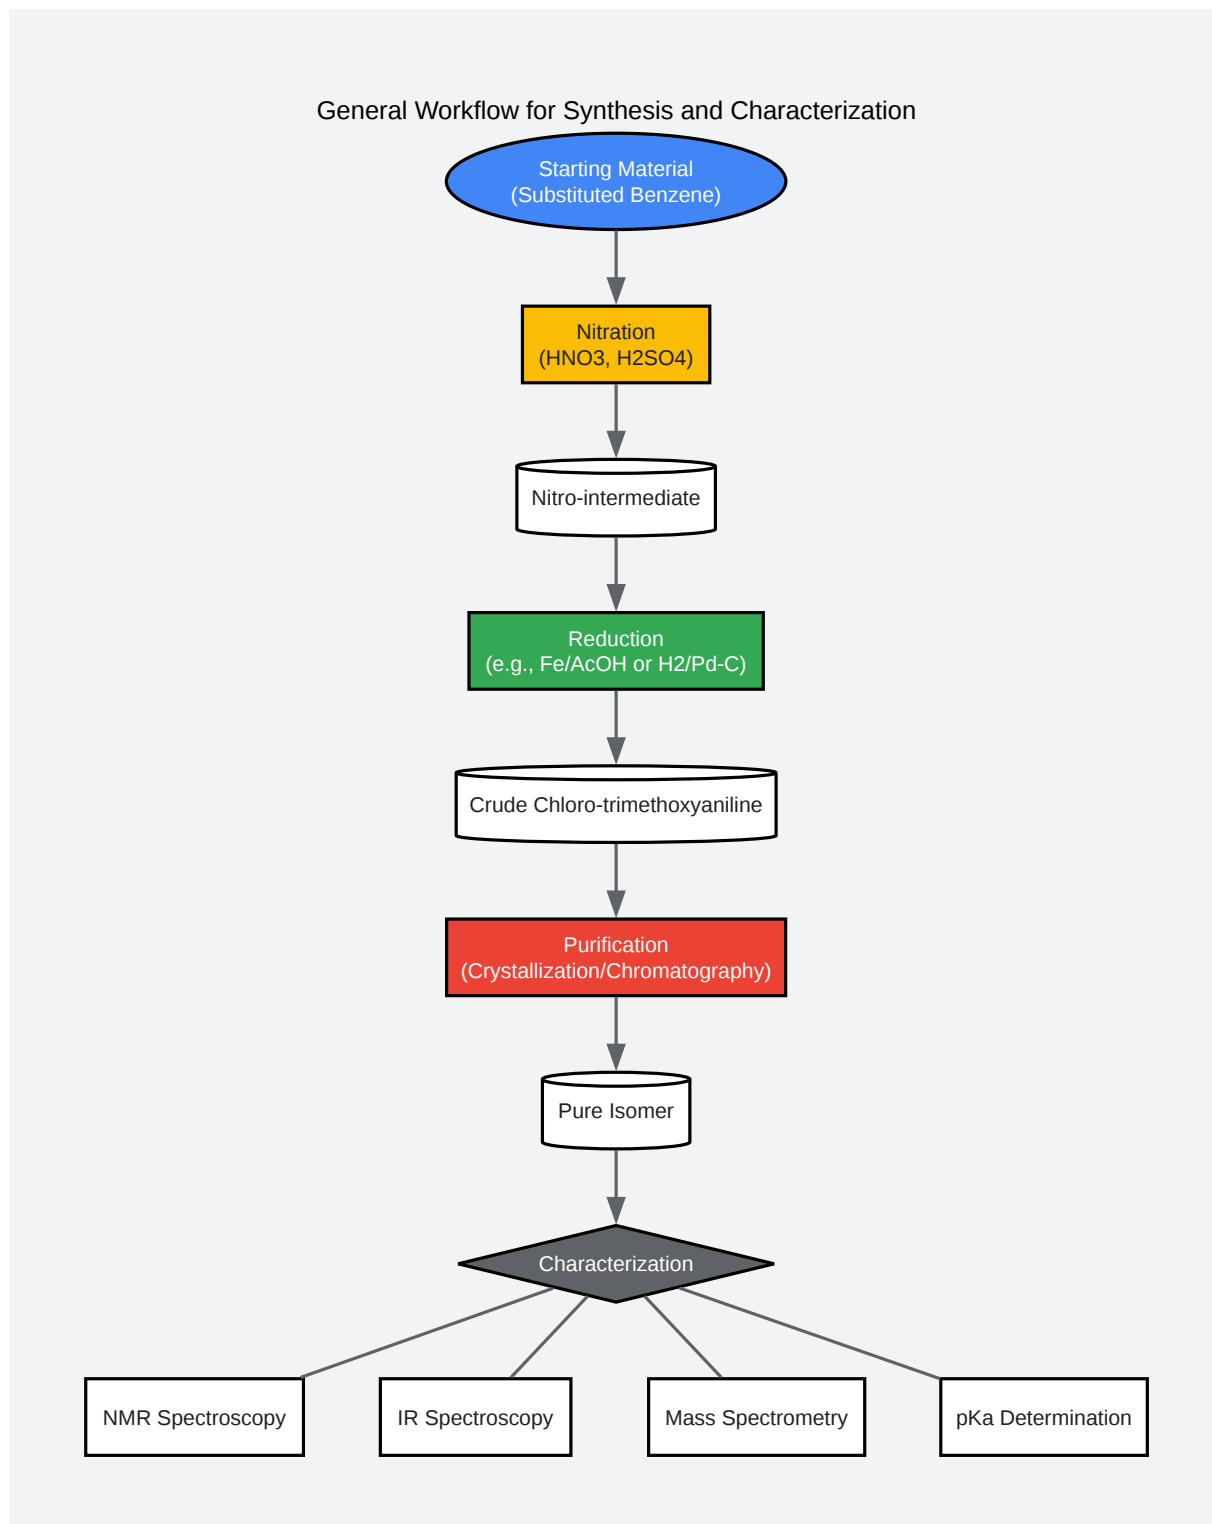 General Workflow for Synthesis and Characterization
Starting Material
(Substituted Benzene)
Nitration
(HNO3, H2SO4)
Nitro-intermediate
Reduction
(e.g., Fe/AcOH or H2/Pd-C)
Crude Chloro-trimethoxyaniline
Purification
(Crystallization/Chromatography)
Pure Isomer
Characterization
NMR Spectroscopy
IR Spectroscopy
Mass Spectrometry
pKa Determination